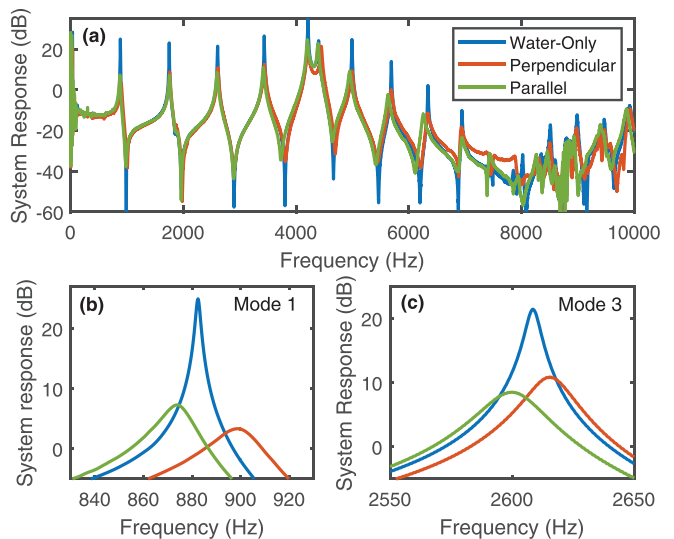 (a)
Water-Only
Perpendicular
Parallel
System Response (dB)
20
0
-20
-40
-60
0
2000
4000
6000
8000
10000
Frequency (Hz)
(b)
Mode 1
System response (dB)
20
10
0
840
860
880
900
920
Frequency (Hz)
(c)
Mode 3
System Response (dB)
20
10
0
2550
2600
2650
Frequency (Hz)